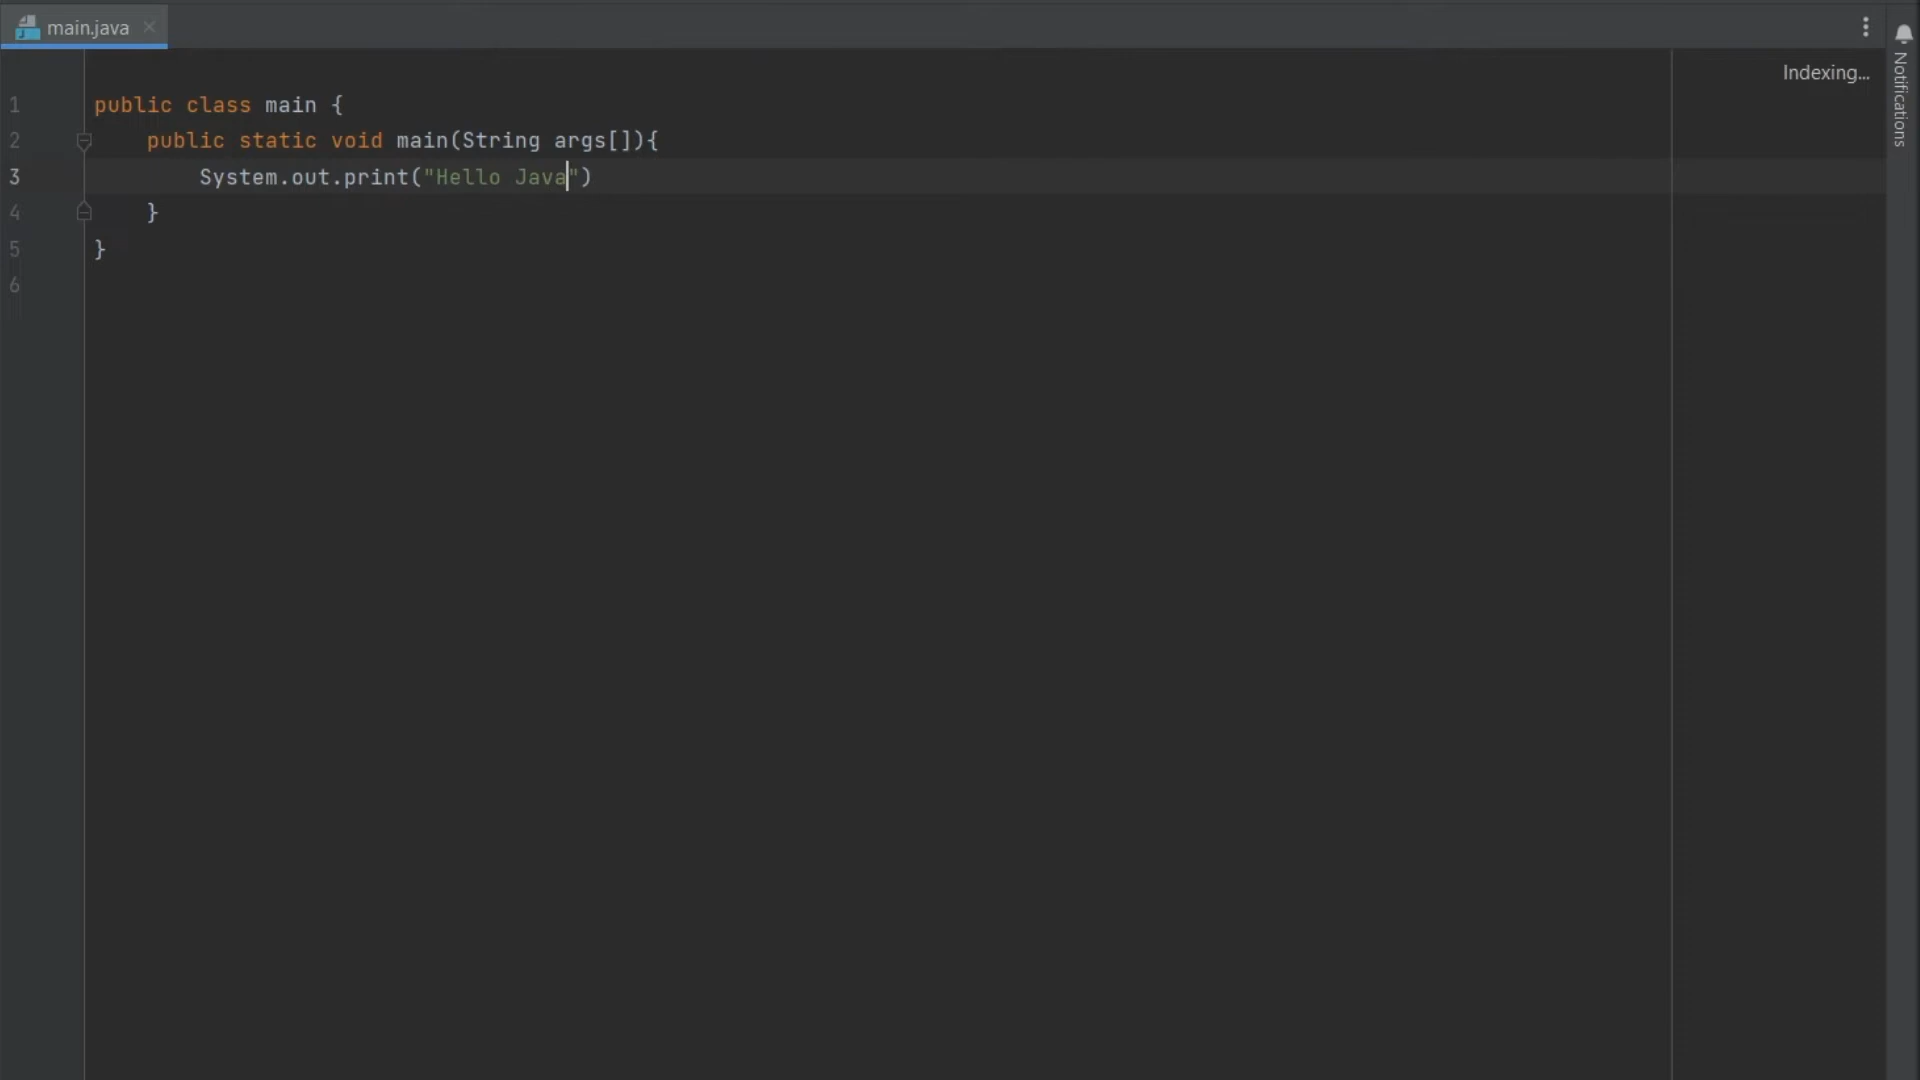 main.java
Indexing...
Notifications
1 public class main {
2     public static void main(String args[]){
3         System.out.print("Hello Java")
4     }
5 }
6